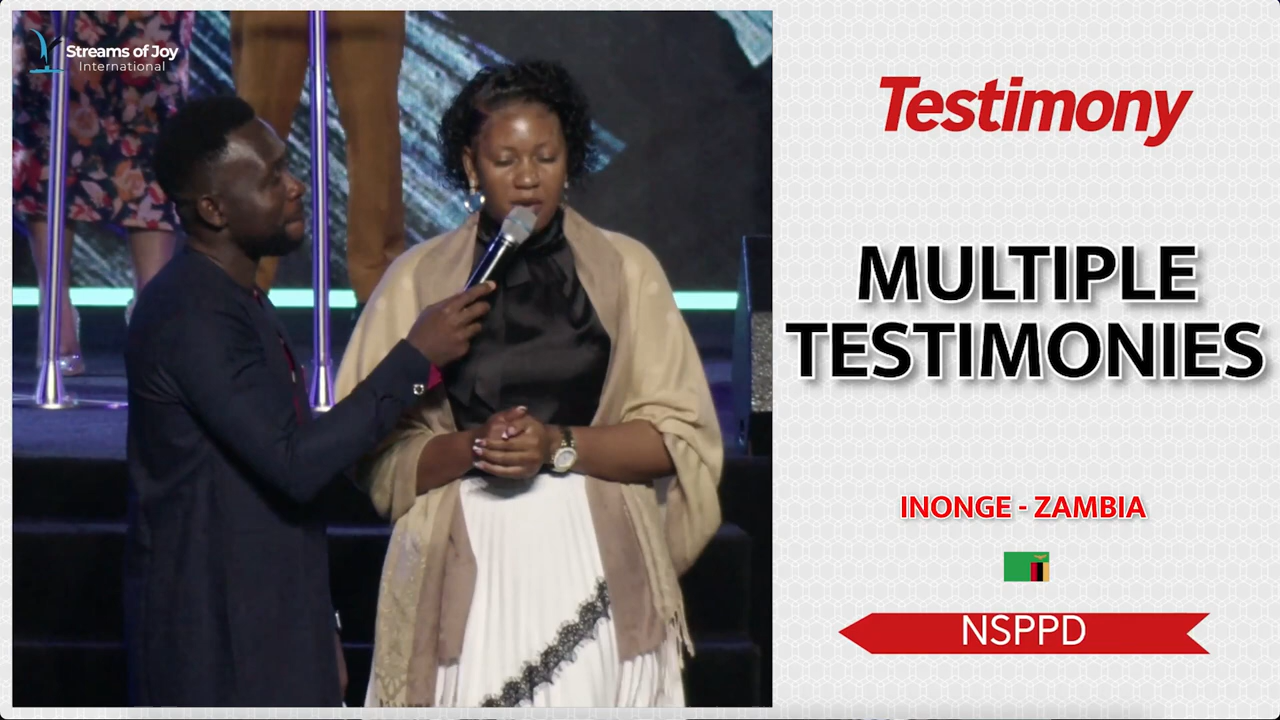 Streams of Joy
International
Testimony
MULTIPLE
TESTIMONIES
INONGE - ZAMBIA
NSPPD